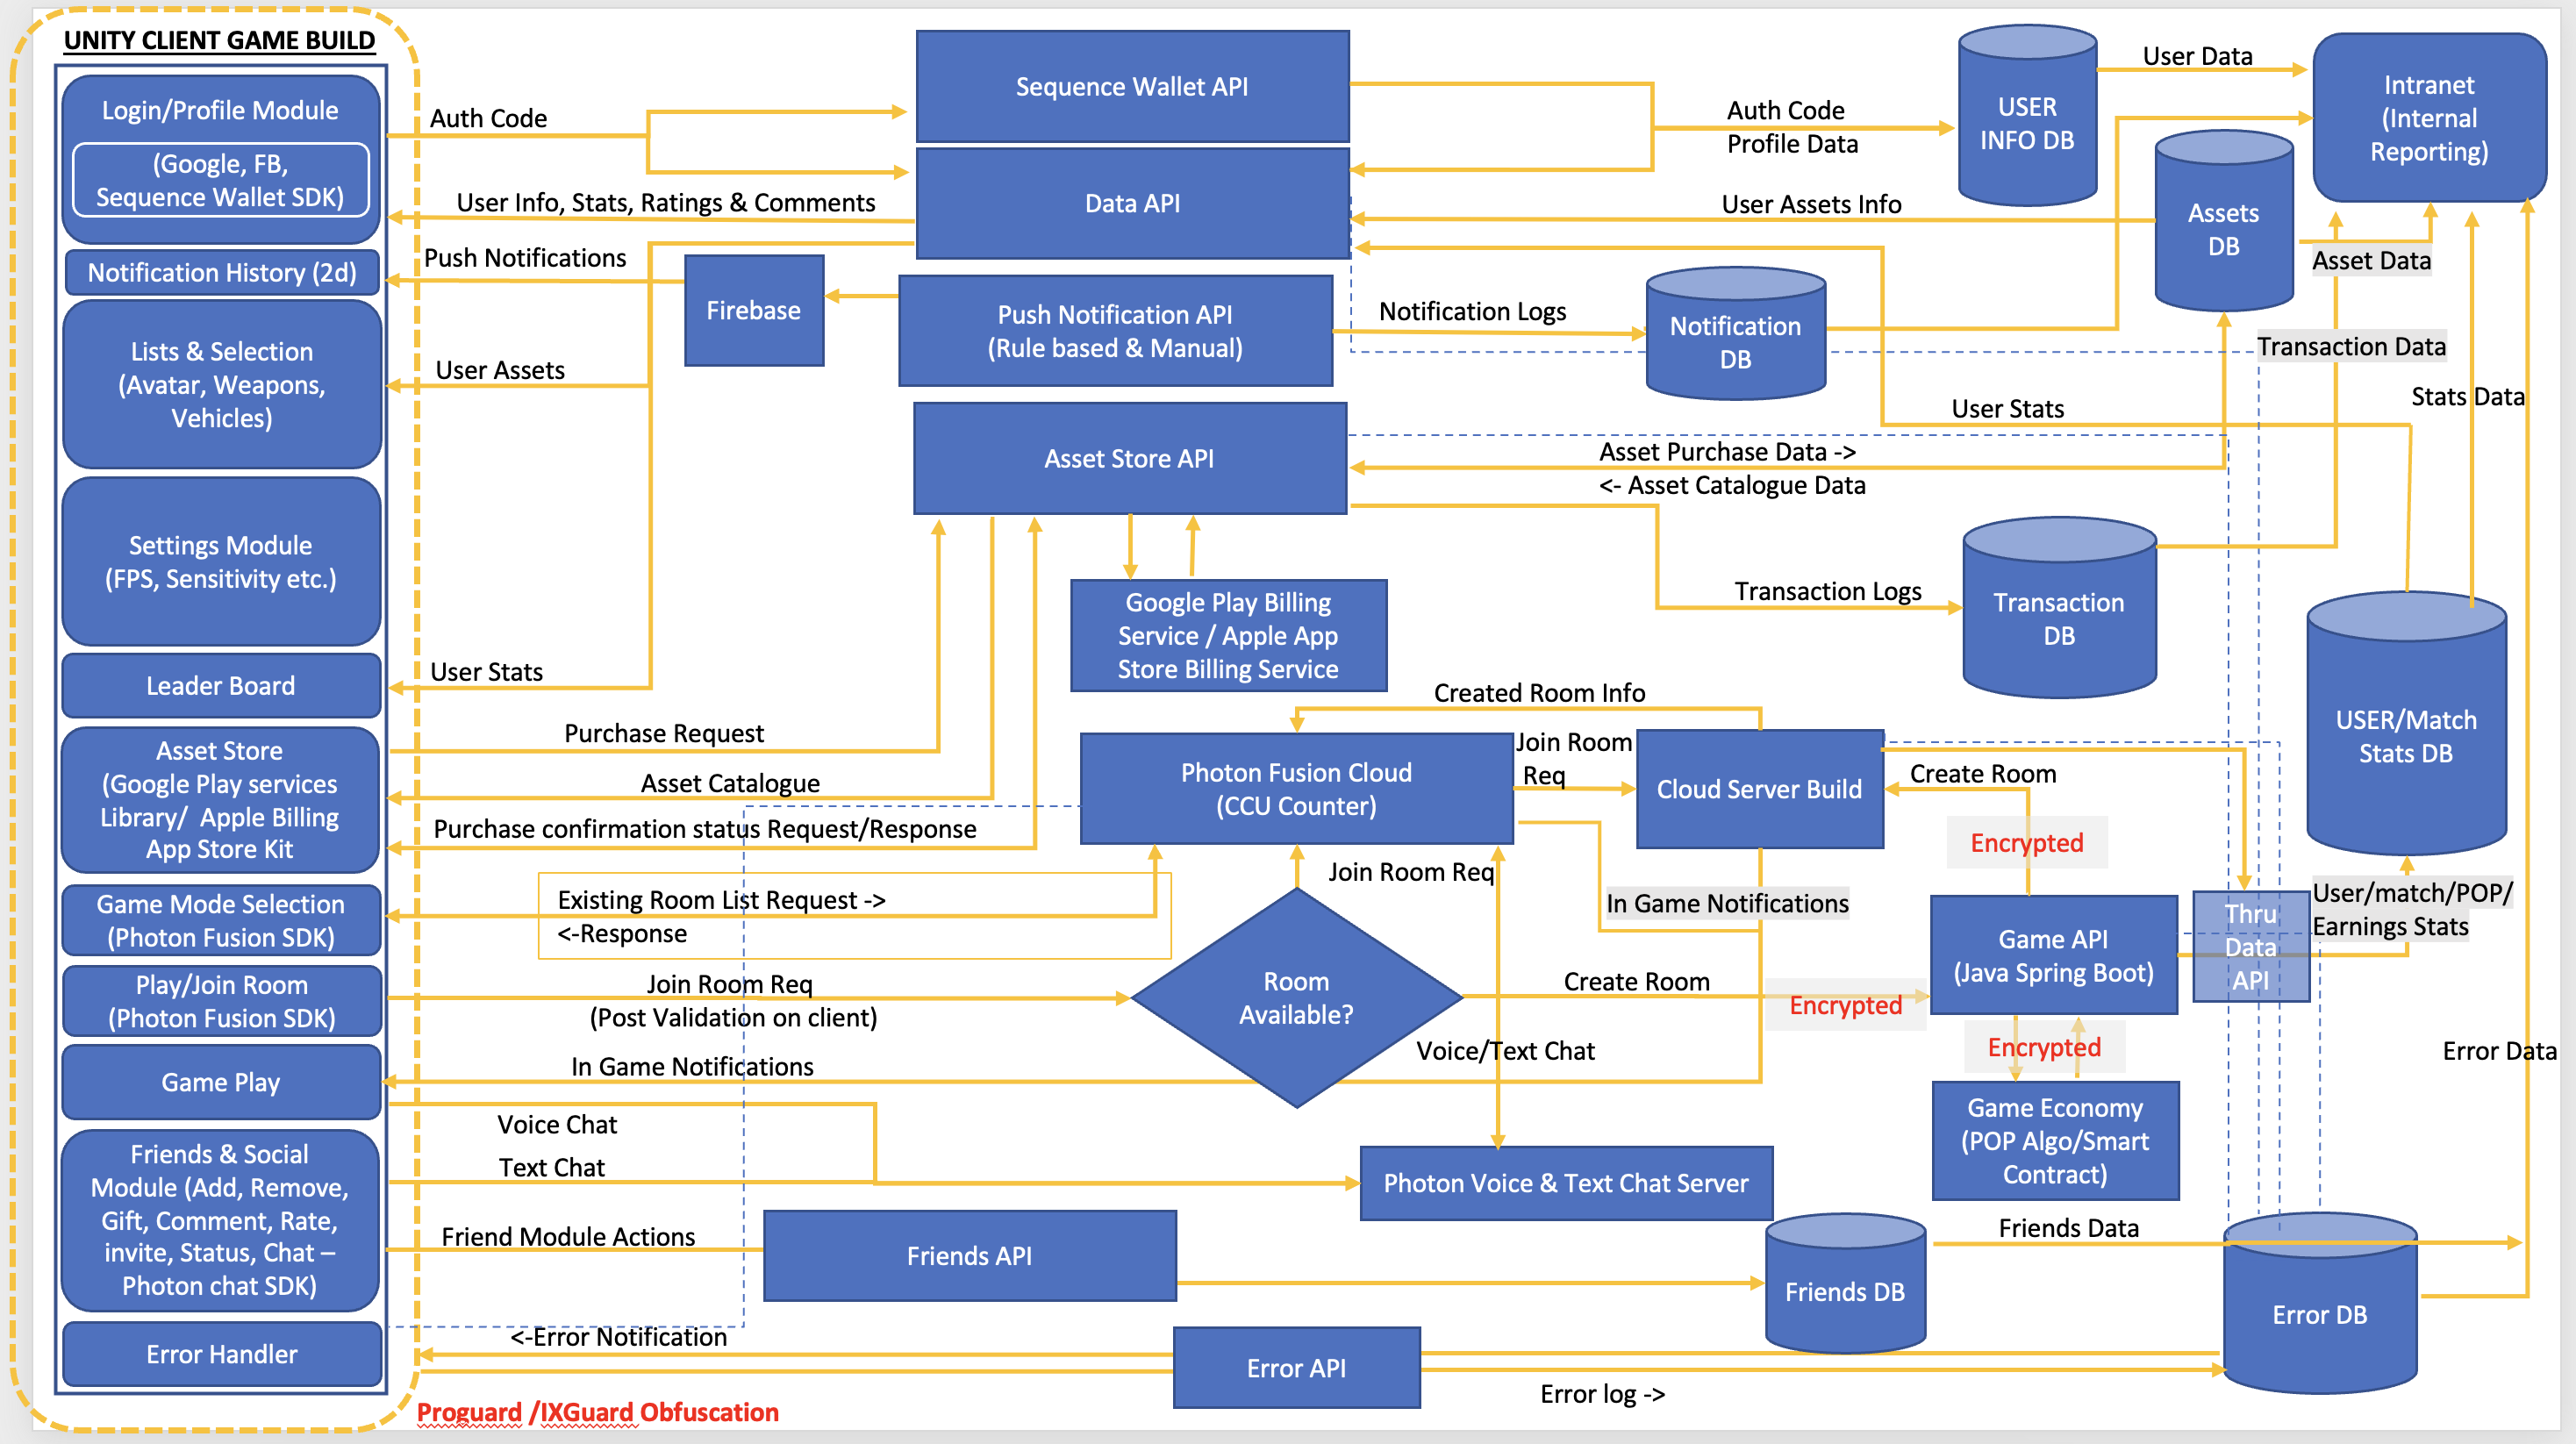 UNITY CLIENT GAME BUILD
Login/Profile Module
(Google, FB,
Sequence Wallet SDK)
Notification History (2d)
Lists & Selection
(Avatar, Weapons,
Vehicles)
Settings Module
(FPS, Sensitivity etc.)
Leader Board
Asset Store
(Google Play services
Library/ Apple Billing
App Store Kit
Game Mode Selection
(Photon Fusion SDK)
Play/Join Room
(Photon Fusion SDK)
Game Play
Friends & Social
Module (Add, Remove,
Gift, Comment, Rate,
invite, Status, Chat –
Photon chat SDK)
Error Handler
Proguard /IXGuard Obfuscation
Auth Code
User Info, Stats, Ratings & Comments
Push Notifications
User Assets
User Stats
Purchase Request
Asset Catalogue
Purchase confirmation status Request/Response
Existing Room List Request ->
<-Response
Join Room Req
(Post Validation on client)
In Game Notifications
Voice Chat
Text Chat
Friend Module Actions
<-Error Notification
Sequence Wallet API
Data API
Firebase
Push Notification API
(Rule based & Manual)
Asset Store API
Google Play Billing
Service / Apple App
Store Billing Service
Created Room Info
Photon Fusion Cloud
(CCU Counter)
Join Room
Req
Cloud Server Build
Create Room
Encrypted
Join Room Req
In Game Notifications
Room
Available?
Create Room
Encrypted
Game API
(Java Spring Boot)
Thru
Data
API
User/match/POP/
Earnings Stats
Encrypted
Voice/Text Chat
Game Economy
(POP Algo/Smart
Contract)
Photon Voice & Text Chat Server
Friends API
Friends DB
Friends Data
Error API
Error log ->
Error DB
Error Data
Auth Code
Profile Data
USER
INFO DB
User Data
Intranet
(Internal
Reporting)
User Assets Info
Assets
DB
Asset Data
Notification Logs
Notification
DB
Transaction Data
Stats Data
User Stats
Asset Purchase Data ->
<- Asset Catalogue Data
Transaction Logs
Transaction
DB
USER/Match
Stats DB